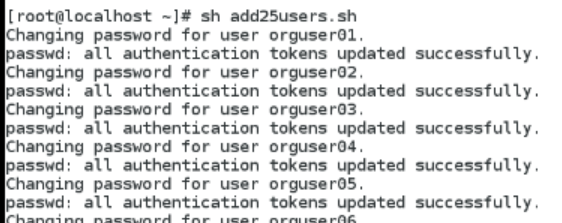 [root@localhost ~]# sh add25users.sh
Changing password for user orguser01.
passwd: all authentication tokens updated successfully.
Changing password for user orguser02.
passwd: all authentication tokens updated successfully.
Changing password for user orguser03.
passwd: all authentication tokens updated successfully.
Changing password for user orguser04.
passwd: all authentication tokens updated successfully.
Changing password for user orguser05.
passwd: all authentication tokens updated successfully.
Changing password for user orguser06.